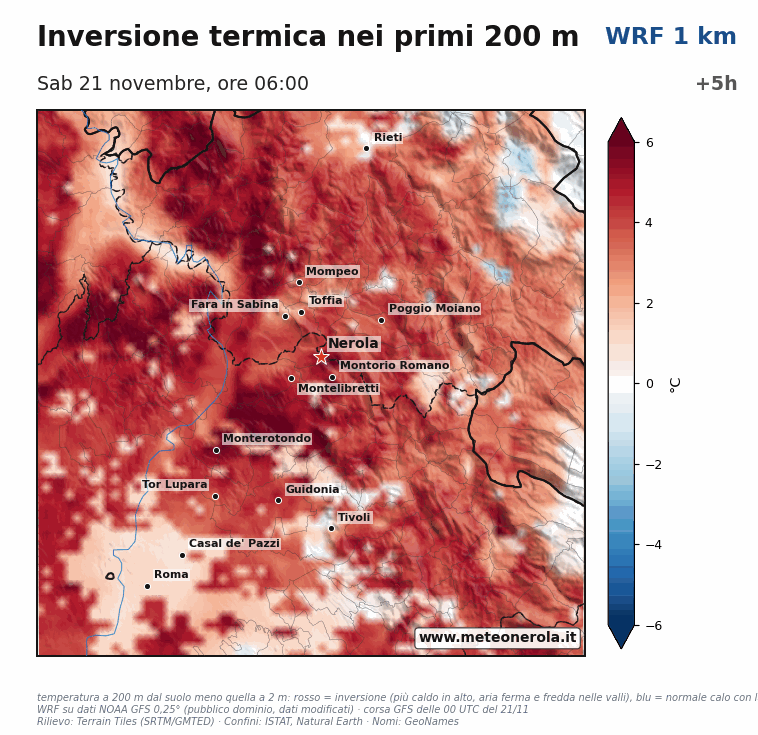 Inversione termica nei primi 200 m
WRF 1 km
Sab 21 novembre, ore 06:00
+5h
Rieti
Mompeo
Fara in Sabina
Toffia
Poggio Moiano
Nerola
Montorio Romano
Montelibretti
Monterotondo
Tor Lupara
Guidonia
Tivoli
Casal de' Pazzi
Roma
www.meteonerola.it
6
4
2
0
−2
−4
−6
°C
temperatura a 200 m dal suolo meno quella a 2 m: rosso = inversione (più caldo in alto, aria ferma e fredda nelle valli), blu = normale calo con l
WRF su dati NOAA GFS 0,25° (pubblico dominio, dati modificati) · corsa GFS delle 00 UTC del 21/11
Rilievo: Terrain Tiles (SRTM/GMTED) · Confini: ISTAT, Natural Earth · Nomi: GeoNames